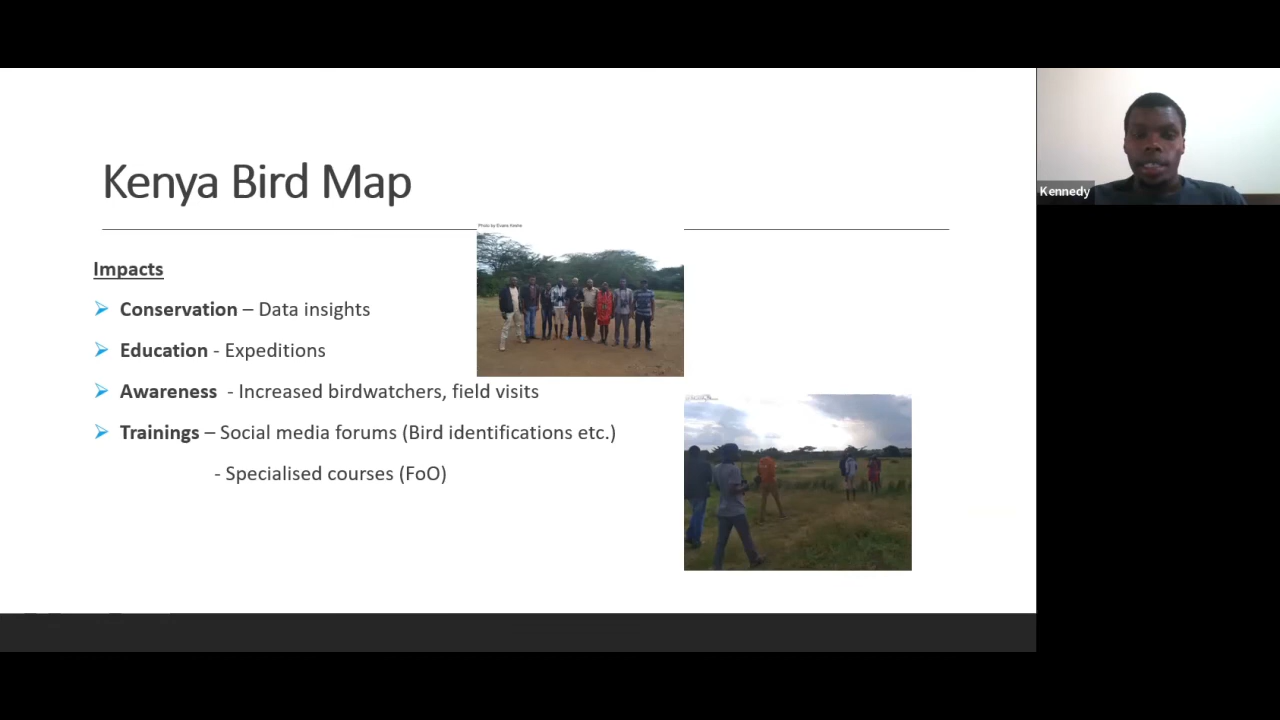 Kenya Bird Map
Impacts
Conservation – Data insights
Education - Expeditions
Awareness - Increased birdwatchers, field visits
Trainings – Social media forums (Bird identifications etc.)
- Specialised courses (FoO)
Kennedy